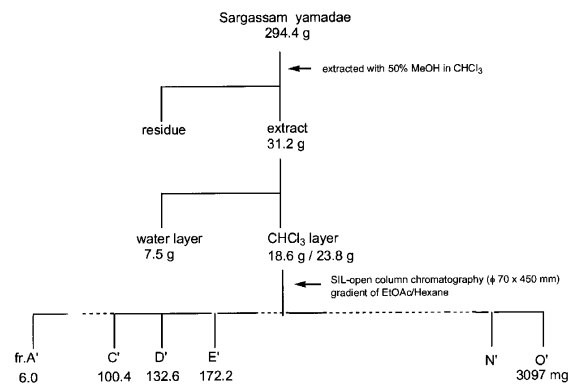 Sargassam yamadae
294.4 g
extracted with 50% MeOH in CHCl3
residue
extract
31.2 g
water layer
7.5 g
CHCl3 layer
18.6 g / 23.8 g
SIL-open column chromatography (ϕ 70 x 450 mm)
gradient of EtOAc/Hexane
fr.A' C' D' E' N' O'
6.0 100.4 132.6 172.2 3097 mg